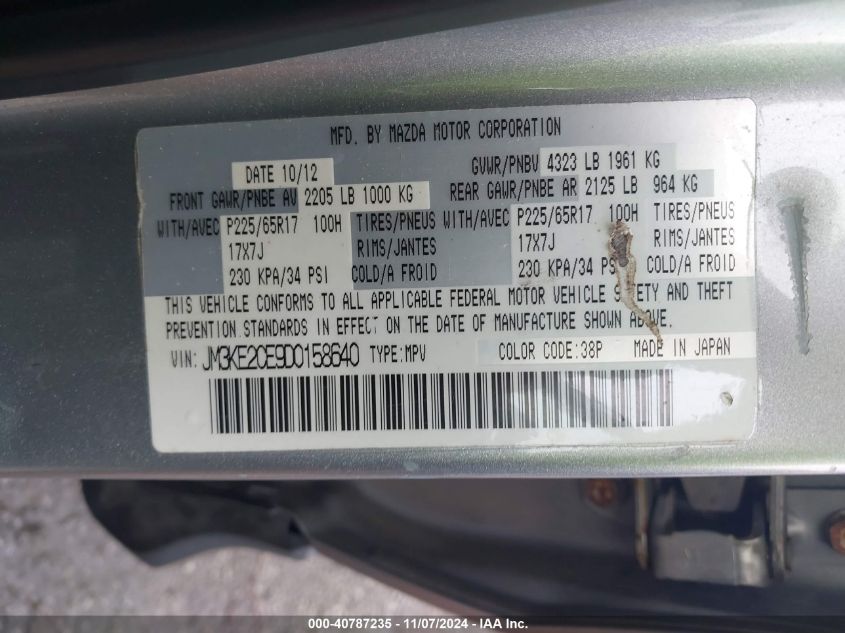 MFD. BY MAZDA MOTOR CORPORATION
DATE 10/12 GVWR/PNBV 4323 LB 1961 KG
FRONT GAWR/PNBE AV 2205 LB 1000 KG REAR GAWR/PNBE AR 2125 LB 964 KG
WITH/AVEC P225/65R17 100H TIRES/PNEUS WITH/AVEC P225/65R17 100H TIRES/PNEUS
17X7J RIMS/JANTES 17X7J RIMS/JANTES
230 KPA/34 PSI COLD/A FROID 230 KPA/34 PSI COLD/A FROID
THIS VEHICLE CONFORMS TO ALL APPLICABLE FEDERAL MOTOR VEHICLE SAFETY AND THEFT
PREVENTION STANDARDS IN EFFECT ON THE DATE OF MANUFACTURE SHOWN ABOVE.
VIN: JM3KE2CE9D0158640 TYPE:MPV COLOR CODE:38P MADE IN JAPAN
000-40787235 - 11/07/2024 - IAAI.COM.